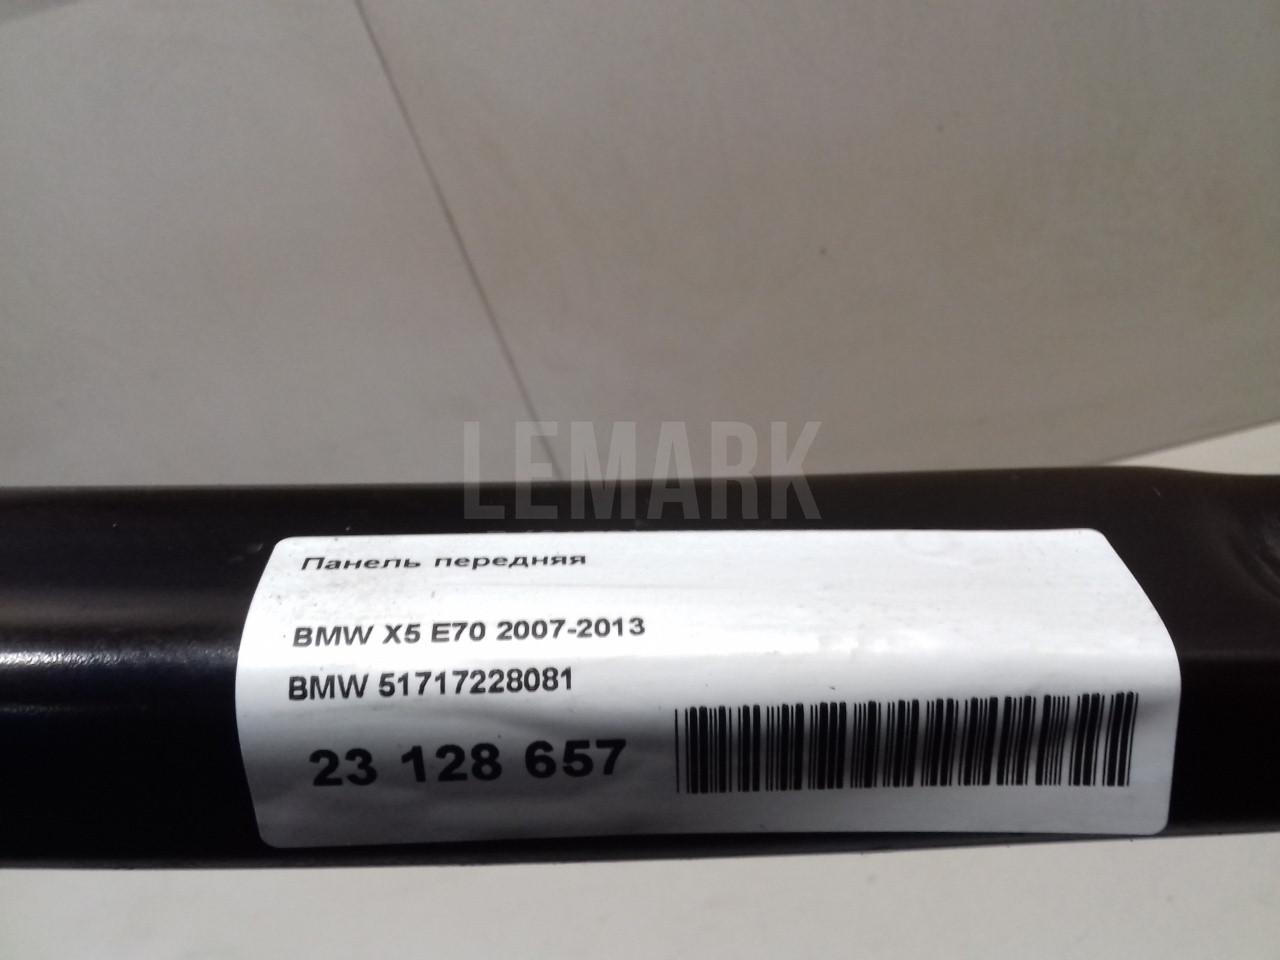 LEMARK
Панель передняя
BMW X5 E70 2007-2013
BMW 51717228081
23 128 657